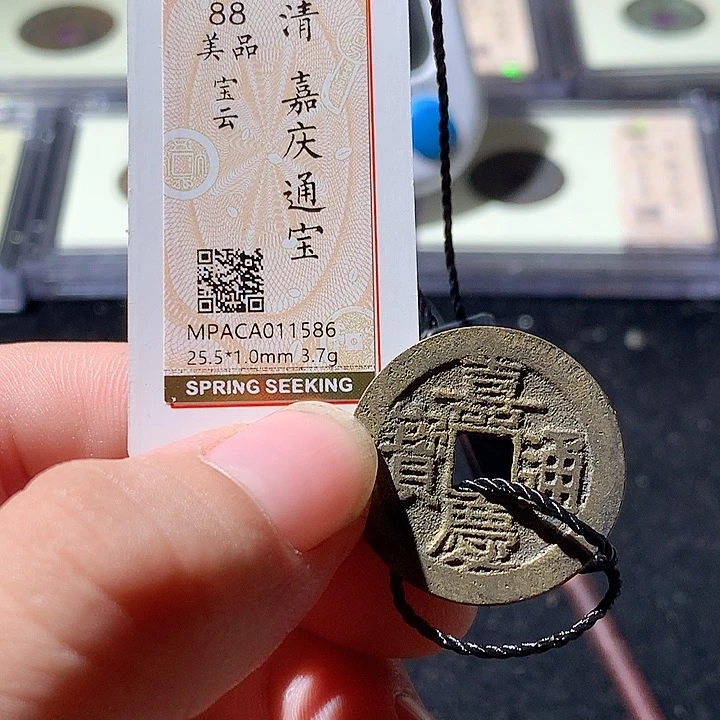 88
美品
宝云
清 嘉庆通宝
MPACA011586
25.5*1.0mm 3.7g
SPRING SEEKING
嘉慶通寶